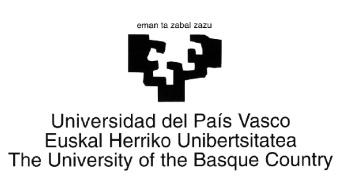 eman ta zabal zazu
Universidad del País Vasco
Euskal Herriko Unibertsitatea
The University of the Basque Country